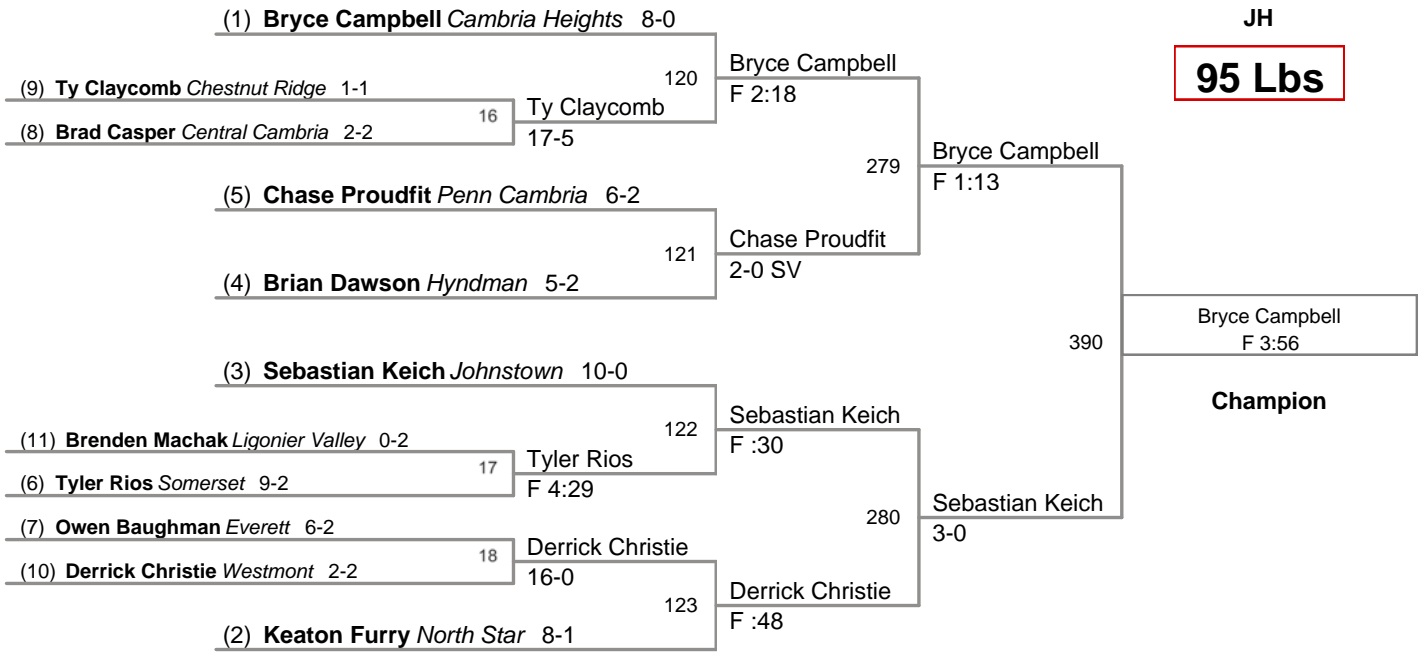 (1) Bryce Campbell Cambria Heights 8-0
JH
95 Lbs
120
Bryce Campbell
F 2:18
(9) Ty Claycomb Chestnut Ridge 1-1
16
Ty Claycomb
17-5
(8) Brad Casper Central Cambria 2-2
279
Bryce Campbell
F 1:13
(5) Chase Proudfit Penn Cambria 6-2
121
Chase Proudfit
2-0 SV
(4) Brian Dawson Hyndman 5-2
390
Bryce Campbell
F 3:56
Champion
(3) Sebastian Keich Johnstown 10-0
122
Sebastian Keich
F :30
(11) Brenden Machak Ligonier Valley 0-2
17
Tyler Rios
F 4:29
(6) Tyler Rios Somerset 9-2
280
Sebastian Keich
3-0
(7) Owen Baughman Everett 6-2
18
Derrick Christie
16-0
(10) Derrick Christie Westmont 2-2
123
Derrick Christie
F :48
(2) Keaton Furry North Star 8-1